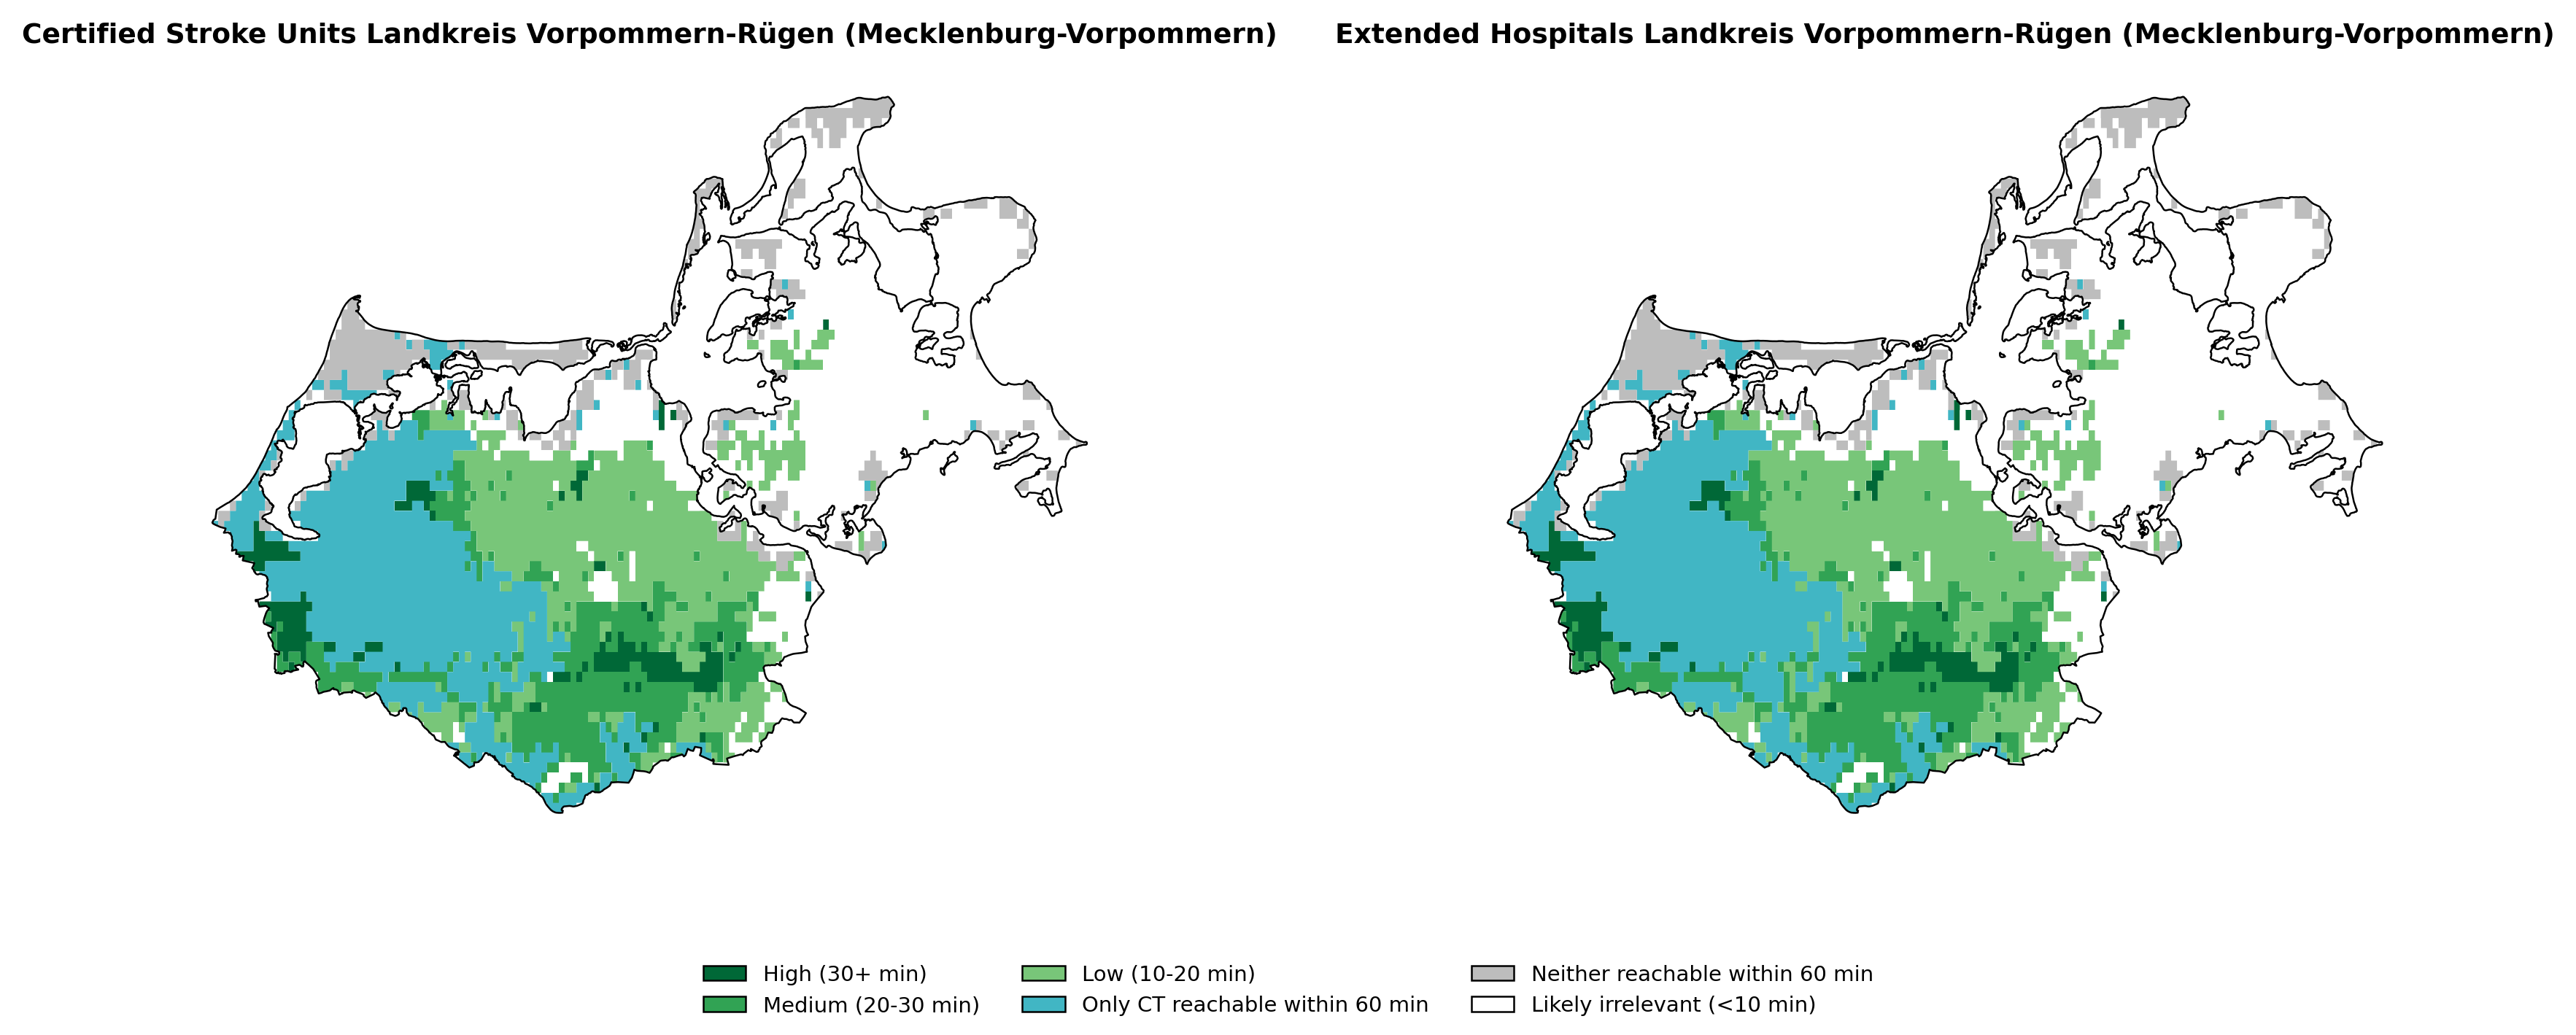 Certified Stroke Units Landkreis Vorpommern-Rügen (Mecklenburg-Vorpommern)
Extended Hospitals Landkreis Vorpommern-Rügen (Mecklenburg-Vorpommern)
High (30+ min)
Medium (20-30 min)
Low (10-20 min)
Only CT reachable within 60 min
Neither reachable within 60 min
Likely irrelevant (<10 min)